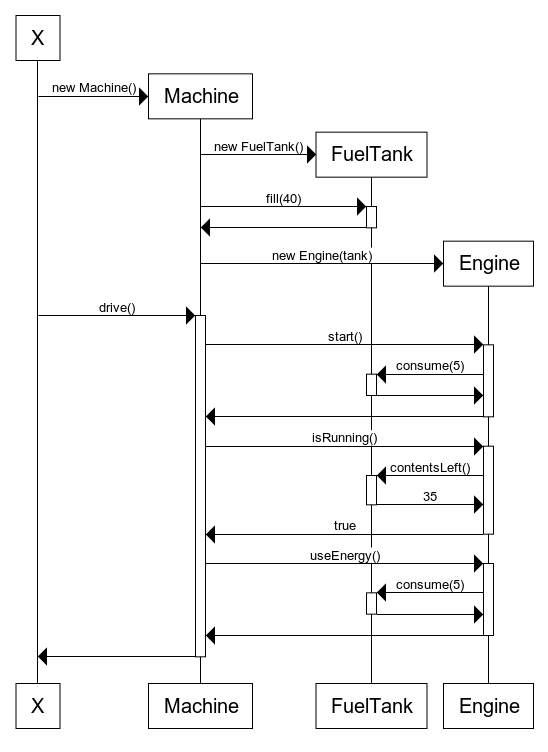 X
new Machine()
Machine
new FuelTank()
FuelTank
fill(40)
new Engine(tank)
Engine
drive()
start()
consume(5)
isRunning()
contentsLeft()
35
true
useEnergy()
consume(5)
X
Machine
FuelTank
Engine